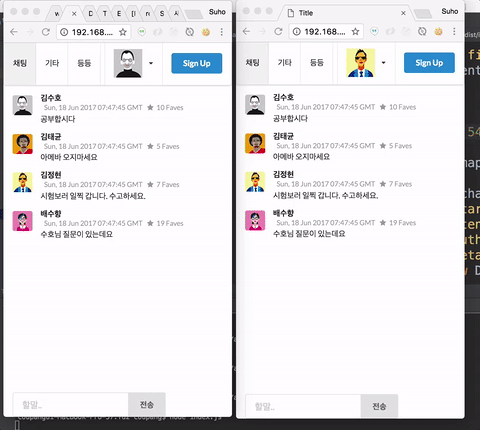 Suho
192.168....
채팅
기타
등등
Sign Up
김수호
Sun, 18 Jun 2017 07:47:45 GMT ★ 10 Faves
공부합시다
김태균
Sun, 18 Jun 2017 07:47:45 GMT ★ 5 Faves
아메바 오지마세요
김정현
Sun, 18 Jun 2017 07:47:45 GMT ★ 7 Faves
시험보러 일찍 갑니다. 수고하세요.
배수향
Sun, 18 Jun 2017 07:47:45 GMT ★ 19 Faves
수호님 질문이 있는데요
할말..
전송
Title
Suho
192.168....
채팅
기타
등등
Sign Up
김수호
Sun, 18 Jun 2017 07:47:45 GMT ★ 10 Faves
공부합시다
김태균
Sun, 18 Jun 2017 07:47:45 GMT ★ 5 Faves
아메바 오지마세요
김정현
Sun, 18 Jun 2017 07:47:45 GMT ★ 7 Faves
시험보러 일찍 갑니다. 수고하세요.
배수향
Sun, 18 Jun 2017 07:47:45 GMT ★ 19 Faves
수호님 질문이 있는데요
할말..
전송